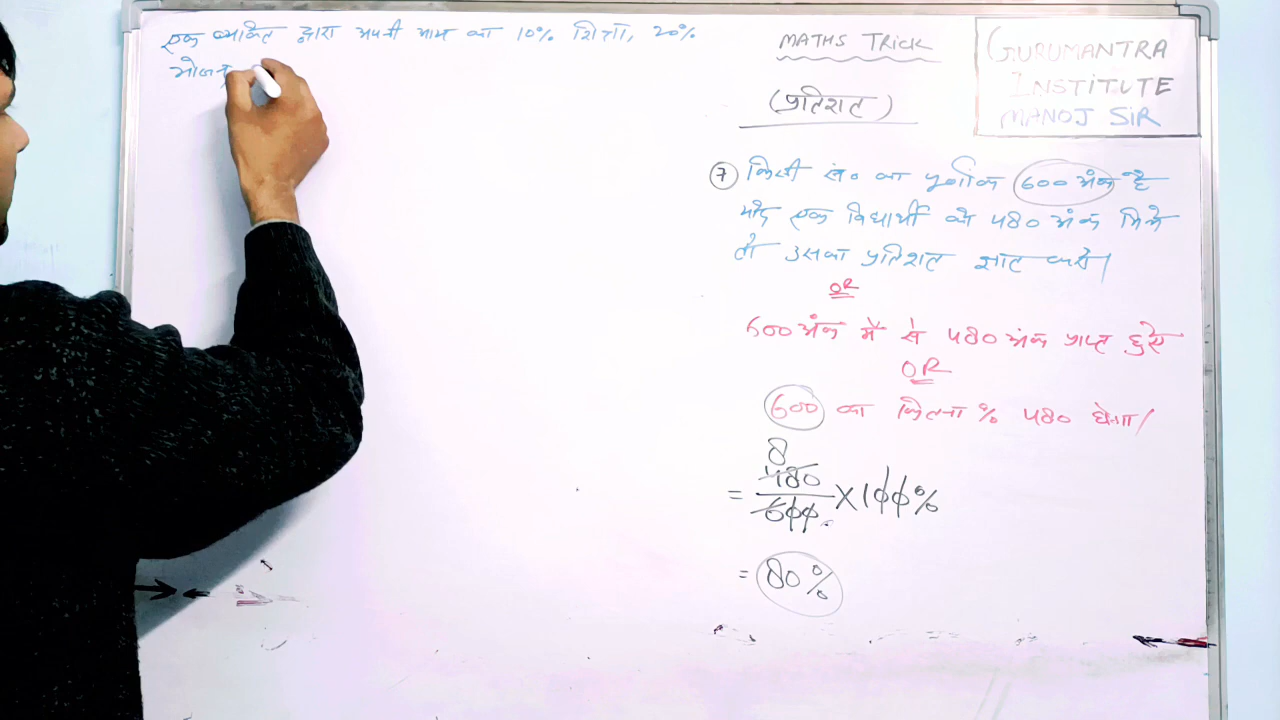 एक व्यक्ति द्वारा अपनी आय का 10% शिक्षा, 20%
भोजन,
MATHS TRICK
(प्रतिशत)
GURUMANTRA
INSTITUTE
MANOJ SIR
7 किसी सं० का पूर्णांक 600 अंक है
यदि एक विद्यार्थी को 480 अंक मिले
तो उसका प्रतिशत ज्ञात करो।
OR
600 अंक में से 480 अंक प्राप्त हुए
OR
600 का कितना % 480 होगा।
8
= 480/600 × 100%
= 80%